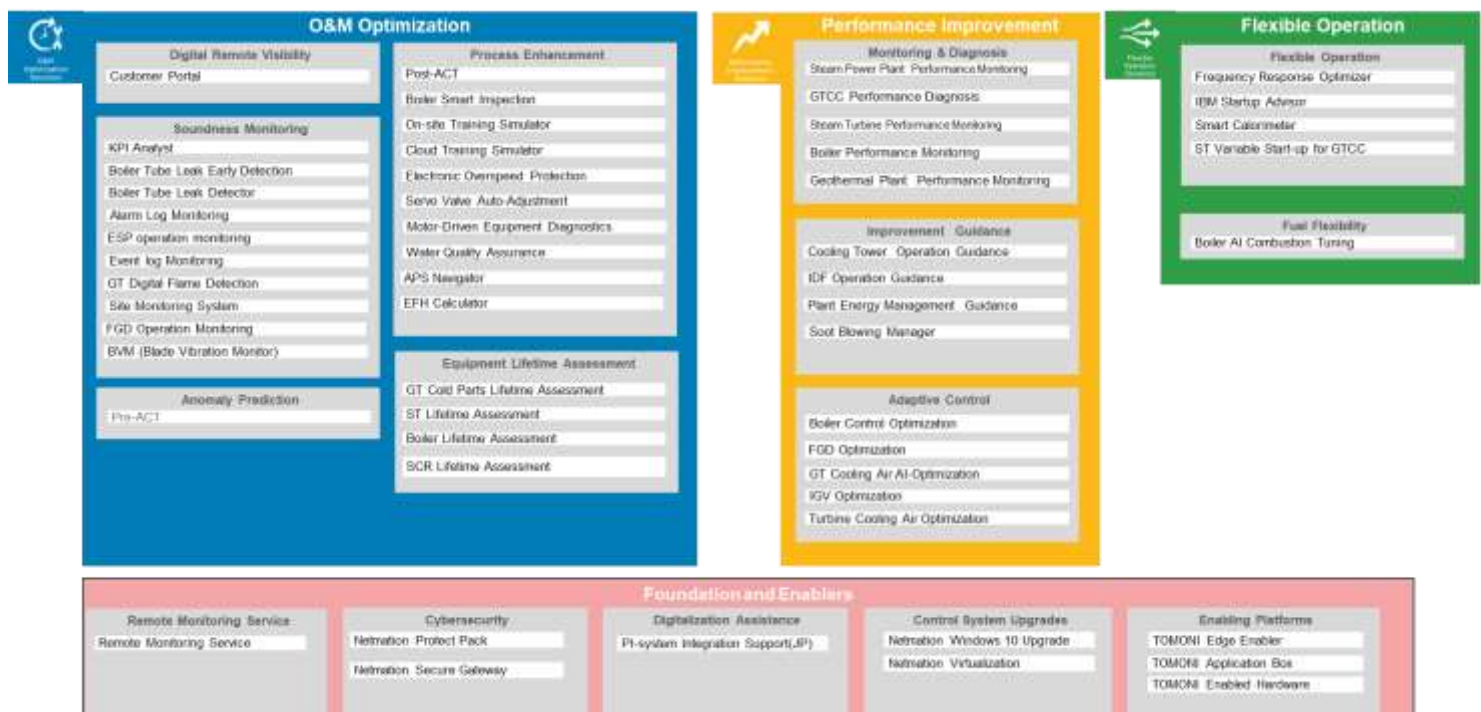 O&M Optimization
Digital Remote Visibility
Customer Portal
Soundness Monitoring
KPI Analyst
Boiler Tube Leak Early Detection
Boiler Tube Leak Detector
Alarm Log Monitoring
ESP operation monitoring
Event log Monitoring
GT Digital Flame Detection
Site Monitoring System
FGD Operation Monitoring
BVM (Blade Vibration Monitor)
Anomaly Prediction
Pre-ACT
Process Enhancement
Post-ACT
Boiler Smart Inspection
On-site Training Simulator
Cloud Training Simulator
Electronic Overspeed Protection
Servo Valve Auto-Adjustment
Motor-Driven Equipment Diagnostics
Water Quality Assurance
APS Navigator
EFH Calculator
Equipment Lifetime Assessment
GT Cold Parts Lifetime Assessment
ST Lifetime Assessment
Boiler Lifetime Assessment
SCR Lifetime Assessment
Performance Improvement
Monitoring & Diagnosis
Steam Power Plant Performance Monitoring
GTCC Performance Diagnosis
Steam Turbine Performance Monitoring
Boiler Performance Monitoring
Geothermal Plant Performance Monitoring
Improvement Guidance
Cooling Tower Operation Guidance
IDF Operation Guidance
Plant Energy Management Guidance
Soot Blowing Manager
Adaptive Control
Boiler Control Optimization
FGD Optimization
GT Cooling Air AI-Optimization
IGV Optimization
Turbine Cooling Air Optimization
Flexible Operation
Flexible Operation
Frequency Response Optimizer
IBM Startup Advisor
Smart Calorimeter
ST Variable Start-up for GTCC
Fuel Flexibility
Boiler AI Combustion Tuning
Foundation and Enablers
Remote Monitoring Service
Remote Monitoring Service
Cybersecurity
Netmation Protect Pack
Netmation Secure Gateway
Digitalization Assistance
PI-system Integration Support(JP)
Control System Upgrades
Netmation Windows 10 Upgrade
Netmation Virtualization
Enabling Platforms
TOMONI Edge Enabler
TOMONI Application Box
TOMONI Enabled Hardware